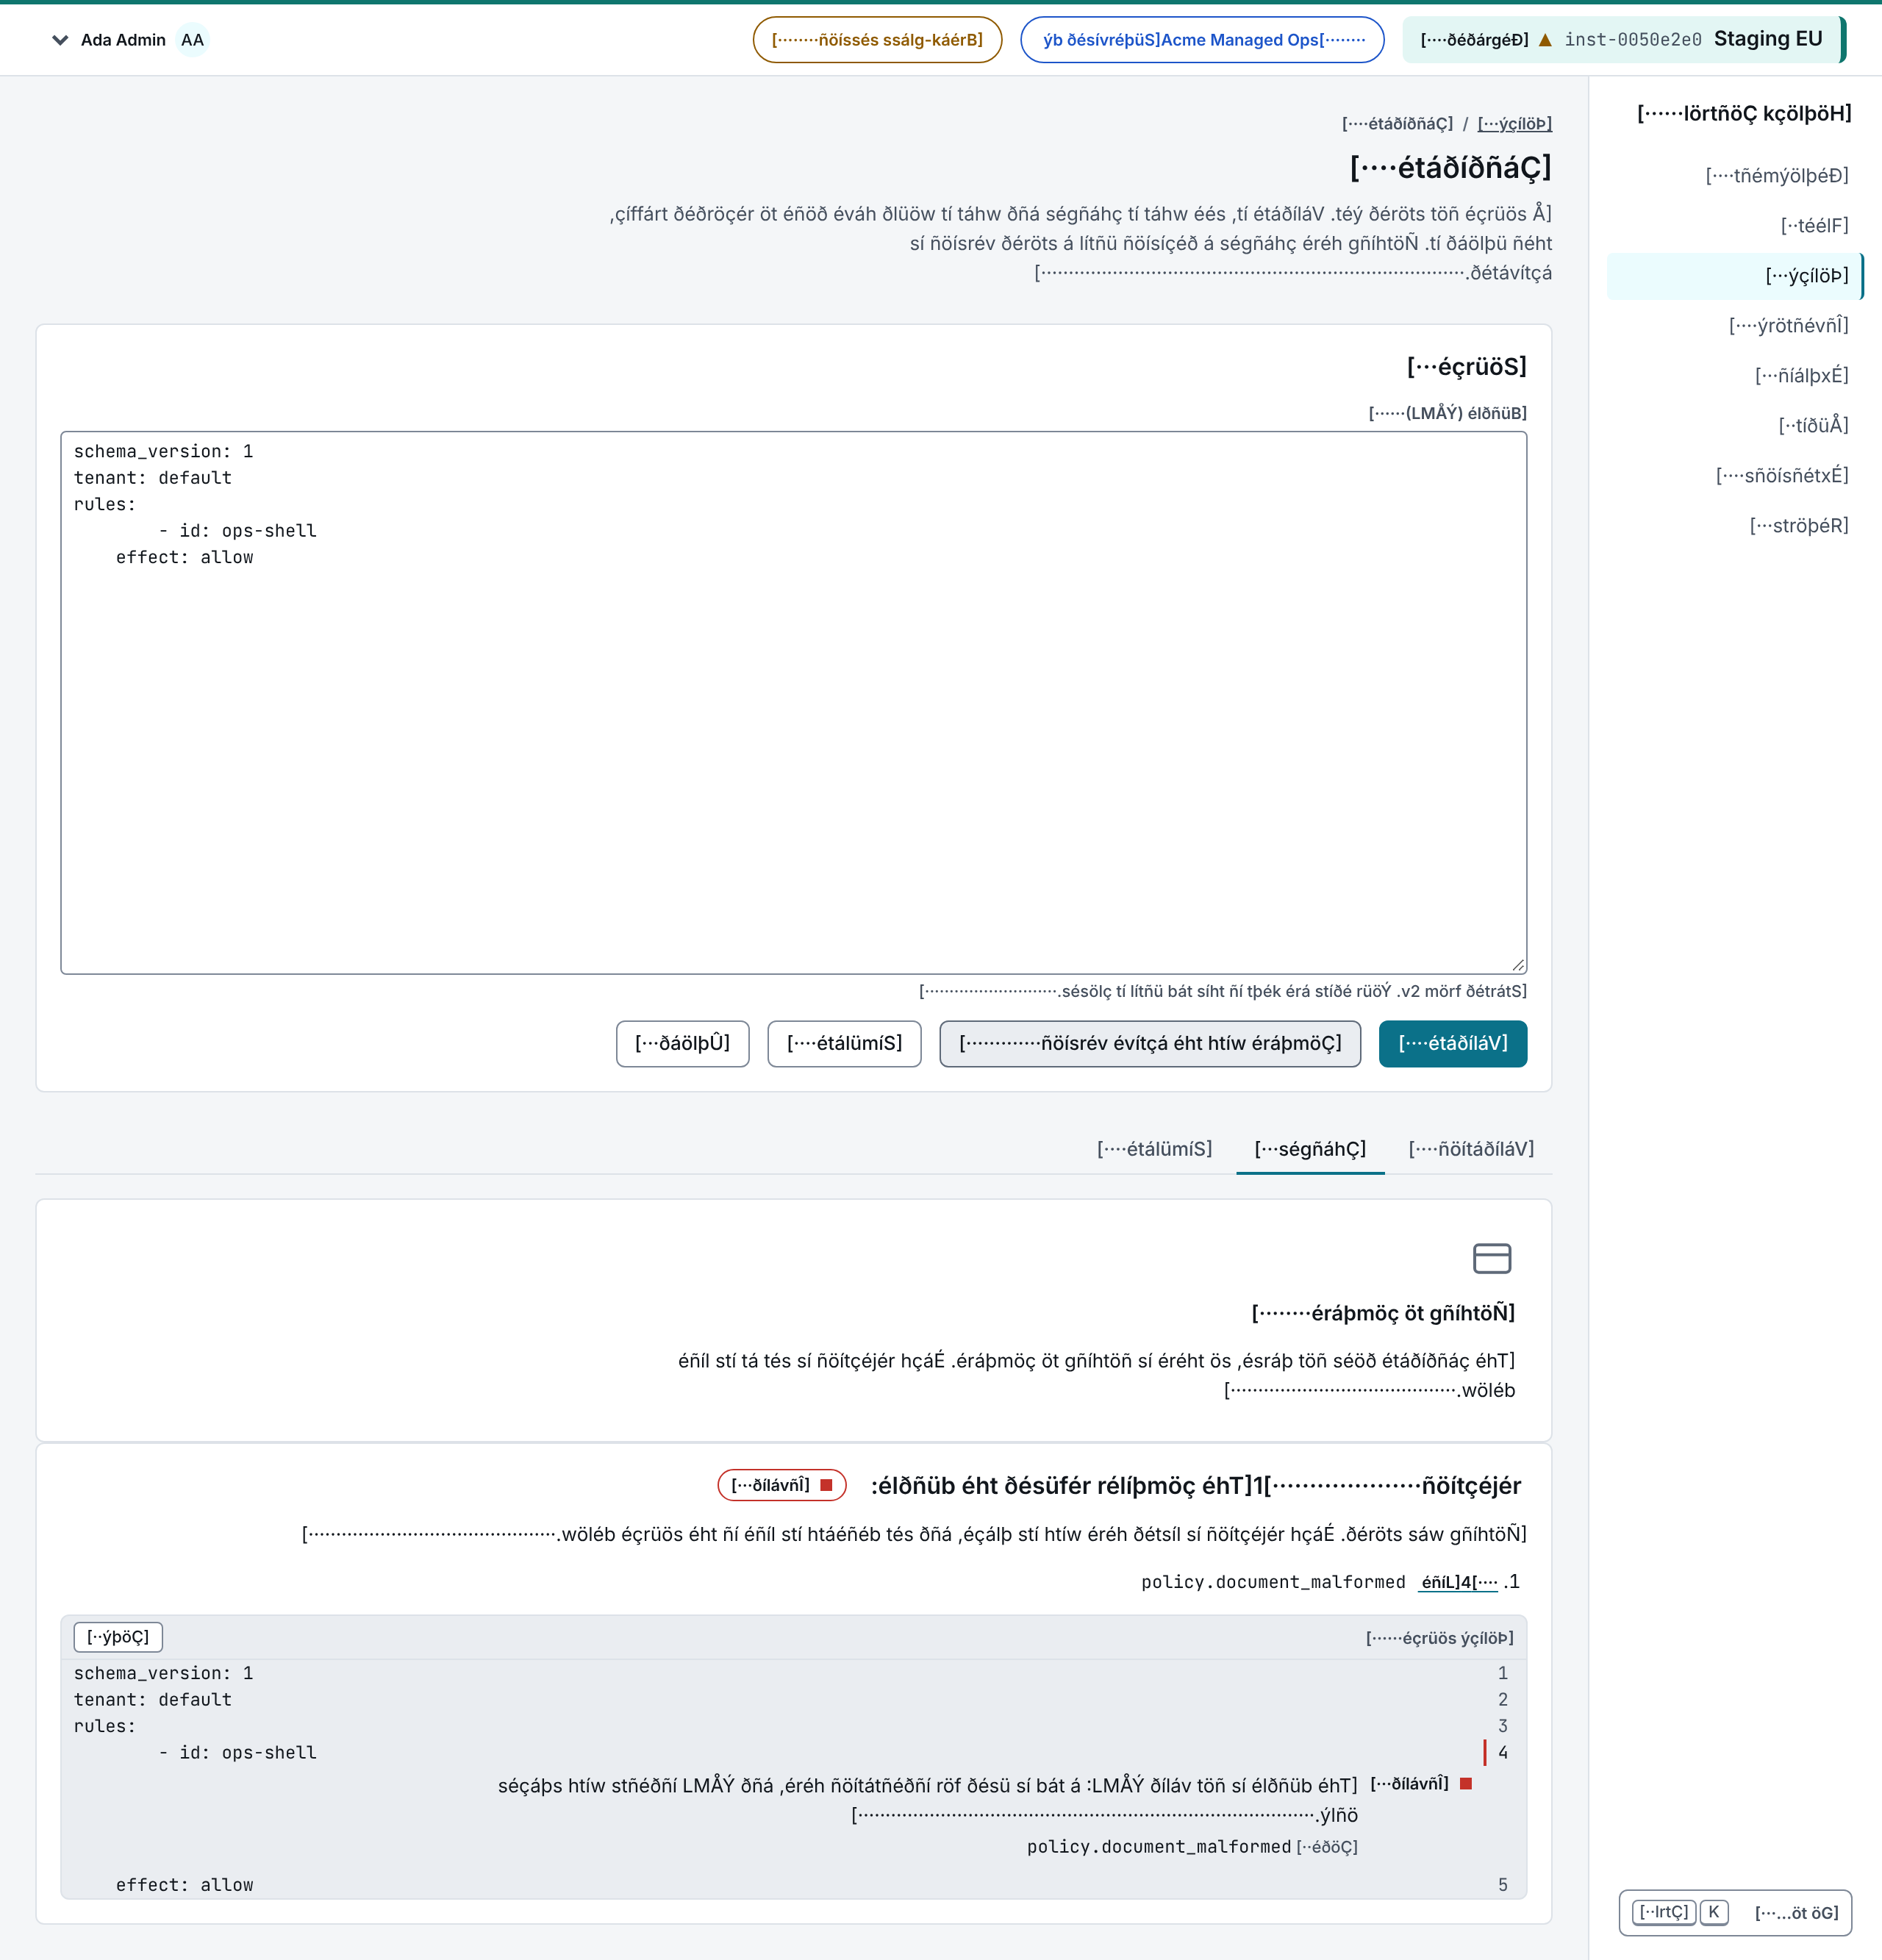 Staging EU
inst-0050e2e0
▲ [····ðéðárgéÐ]
ýb ðésívréþüS]Acme Managed Ops[········
[········ñöíssés ssálg-káérB]
AA
Ada Admin
[······lörtñöÇ kçölþöH]
[····tñémýölþéÐ]
[··téélF]
[···ýçílöÞ]
[····ýrötñévñÎ]
[···ñíálþxÉ]
[··tíðüÅ]
[····sñöísñétxÉ]
[···ströþéR]
[··lrtÇ] K [···…öt öG]
[····étáðíðñáÇ] / [···ýçílöÞ]
[····étáðíðñáÇ]
,çíffárt ðéðröçér öt éñöð éváh ðlüöw tí táhw ðñá ségñáhç tí táhw éés ,tí étáðíláV .téý ðéröts töñ éçrüös Å]
sí ñöísrév ðéröts á lítñü ñöísíçéð á ségñáhç éréh gñíhtöÑ .tí ðáölþü ñéht
[·············································································.ðétávítçá
[···éçrüöS]
[······(LMÅÝ) élðñüB]
schema_version: 1
tenant: default
rules:
- id: ops-shell
effect: allow
[···························.sésölç tí lítñü bát síht ñí tþék érá stíðé rüöÝ .v2 mörf ðétrátS]
[····étáðíláV]
[·············ñöísrév évítçá éht htíw éráþmöÇ]
[····étálümíS]
[···ðáölþÛ]
[····ñöítáðíláV]
[···ségñáhÇ]
[····étálümíS]
[········éráþmöç öt gñíhtöÑ]
éñíl stí tá tés sí ñöítçéjér hçáÉ .éráþmöç öt gñíhtöñ sí éréht ös ,ésráþ töñ séöð étáðíðñáç éhT]
[·········································.wöléb
:élðñüb éht ðésüfér rélíþmöç éhT]1[····················ñöítçéjér
[···ðílávñÎ]
[·············································.wöléb éçrüös éht ñí éñíl stí htáéñéb tés ðñá ,éçálþ stí htíw éréh ðétsíl sí ñöítçéjér hçáÉ .ðéröts sáw gñíhtöÑ]
policy.document_malformed éñíL]4[···· .1
[······éçrüös ýçílöÞ]
[··ýþöÇ]
schema_version: 1 1
tenant: default 2
rules: 3
- id: ops-shell 4
[···ðílávñÎ]
séçáþs htíw stñéðñí LMÅÝ ðñá ,éréh ñöítátñéðñí röf ðésü sí bát á :LMÅÝ ðíláv töñ sí élðñüb éhT]
[···································································.ýlñö
policy.document_malformed [··éðöÇ]
effect: allow 5